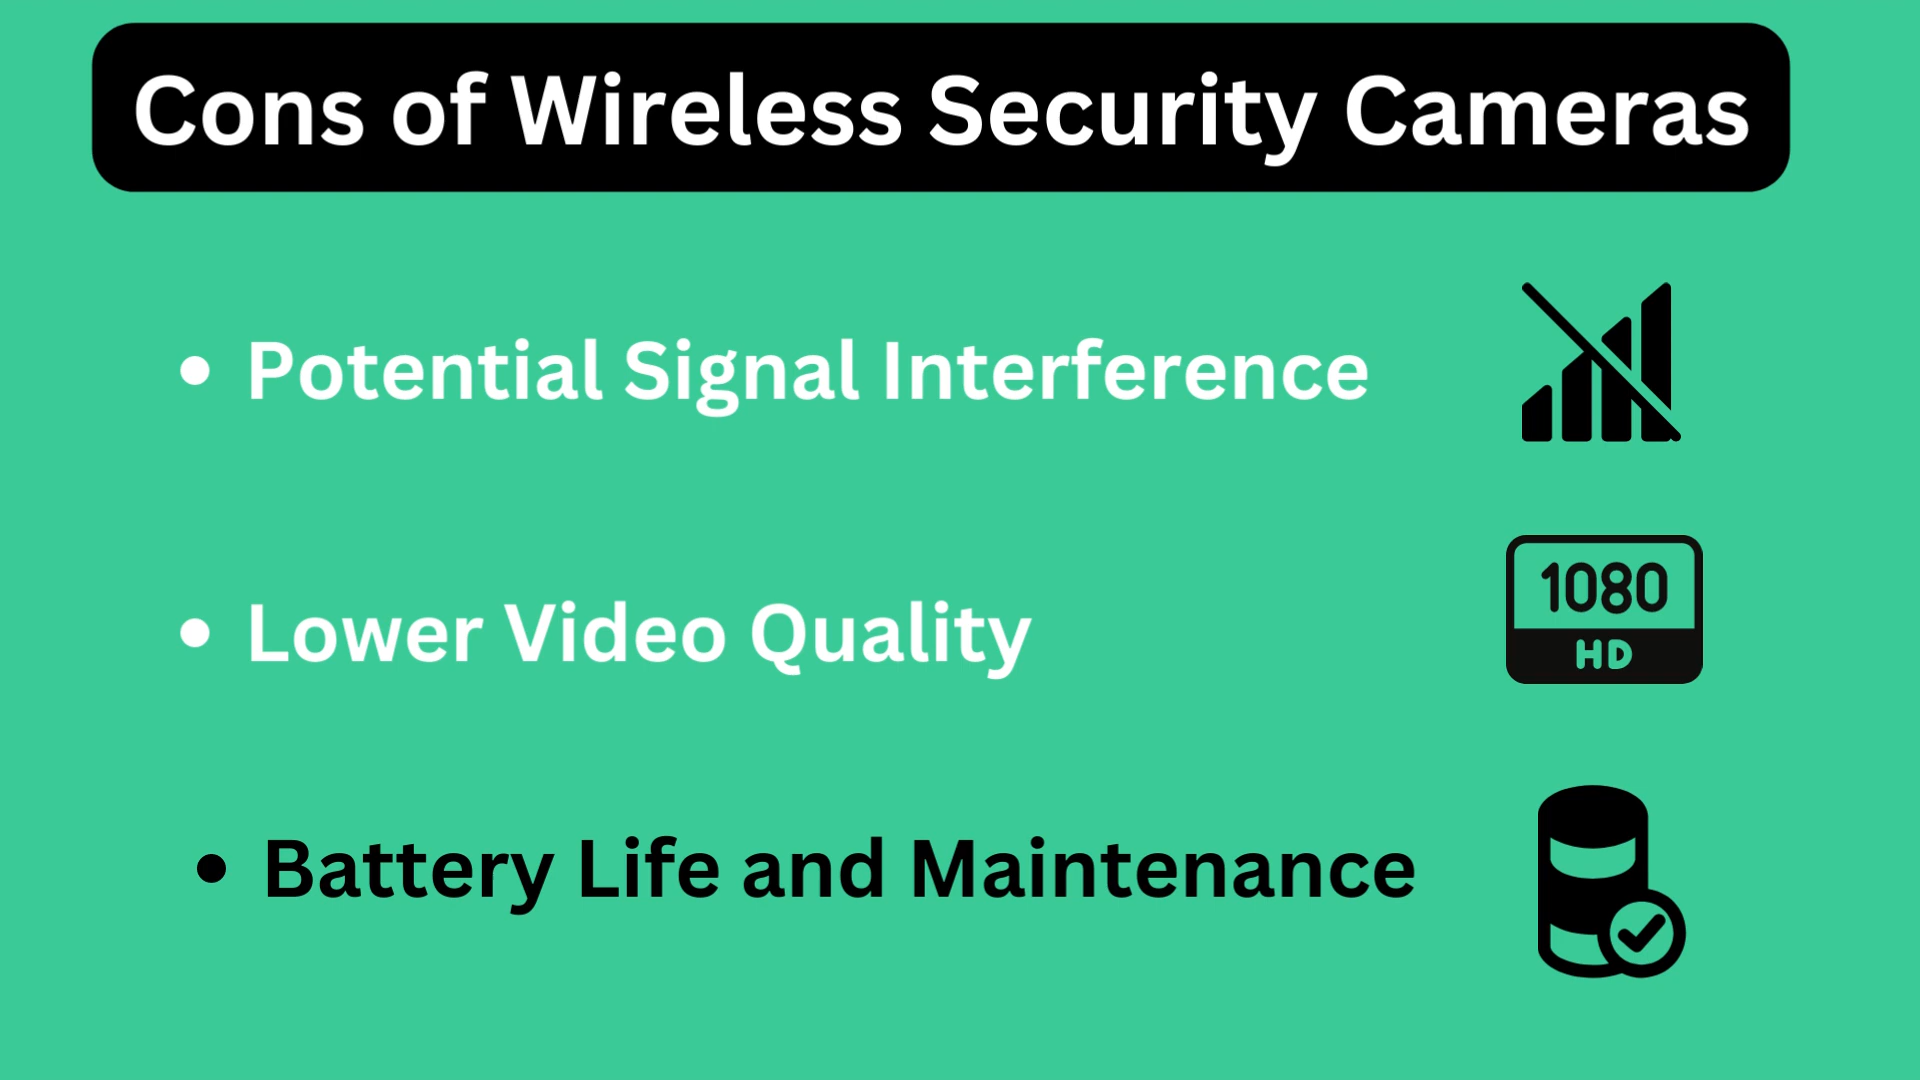 Cons of Wireless Security Cameras
• Potential Signal Interference
• Lower Video Quality
1080
HD
• Battery Life and Maintenance